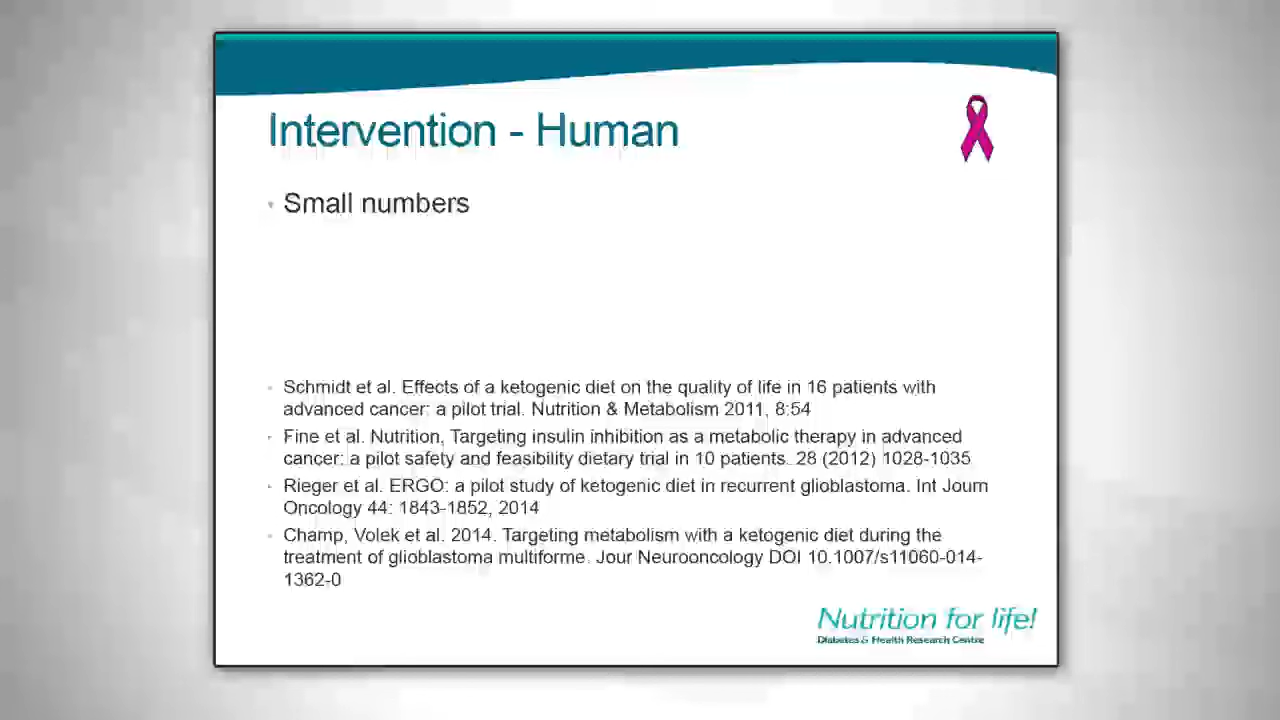 Intervention - Human
Small numbers
Schmidt et al. Effects of a ketogenic diet on the quality of life in 16 patients with
advanced cancer: a pilot trial. Nutrition & Metabolism 2011, 8:54
Fine et al. Nutrition, Targeting insulin inhibition as a metabolic therapy in advanced
cancer: a pilot safety and feasibility dietary trial in 10 patients. 28 (2012) 1028-1035
Rieger et al. ERGO: a pilot study of ketogenic diet in recurrent glioblastoma. Int Journ
Oncology 44: 1843-1852, 2014
Champ, Volek et al. 2014. Targeting metabolism with a ketogenic diet during the
treatment of glioblastoma multiforme. Jour Neurooncology DOI 10.1007/s11060-014-
1362-0
Nutrition for life!
Diabetes & Health Research Centre